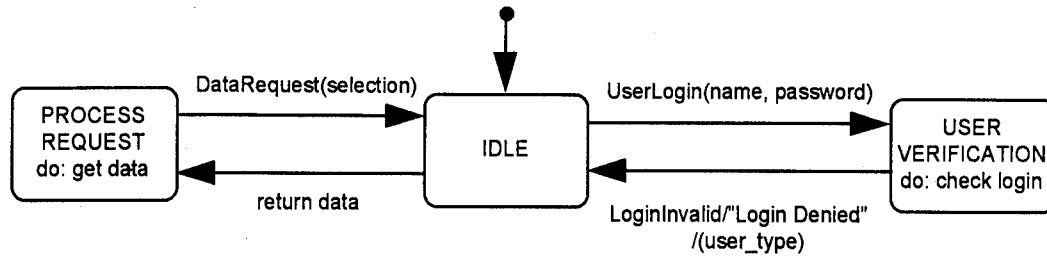 DataRequest(selection)
PROCESS
REQUEST
do: get data
return data
IDLE
UserLogin(name, password)
USER
VERIFICATION
do: check login
LoginInvalid/"Login Denied"
/(user_type)